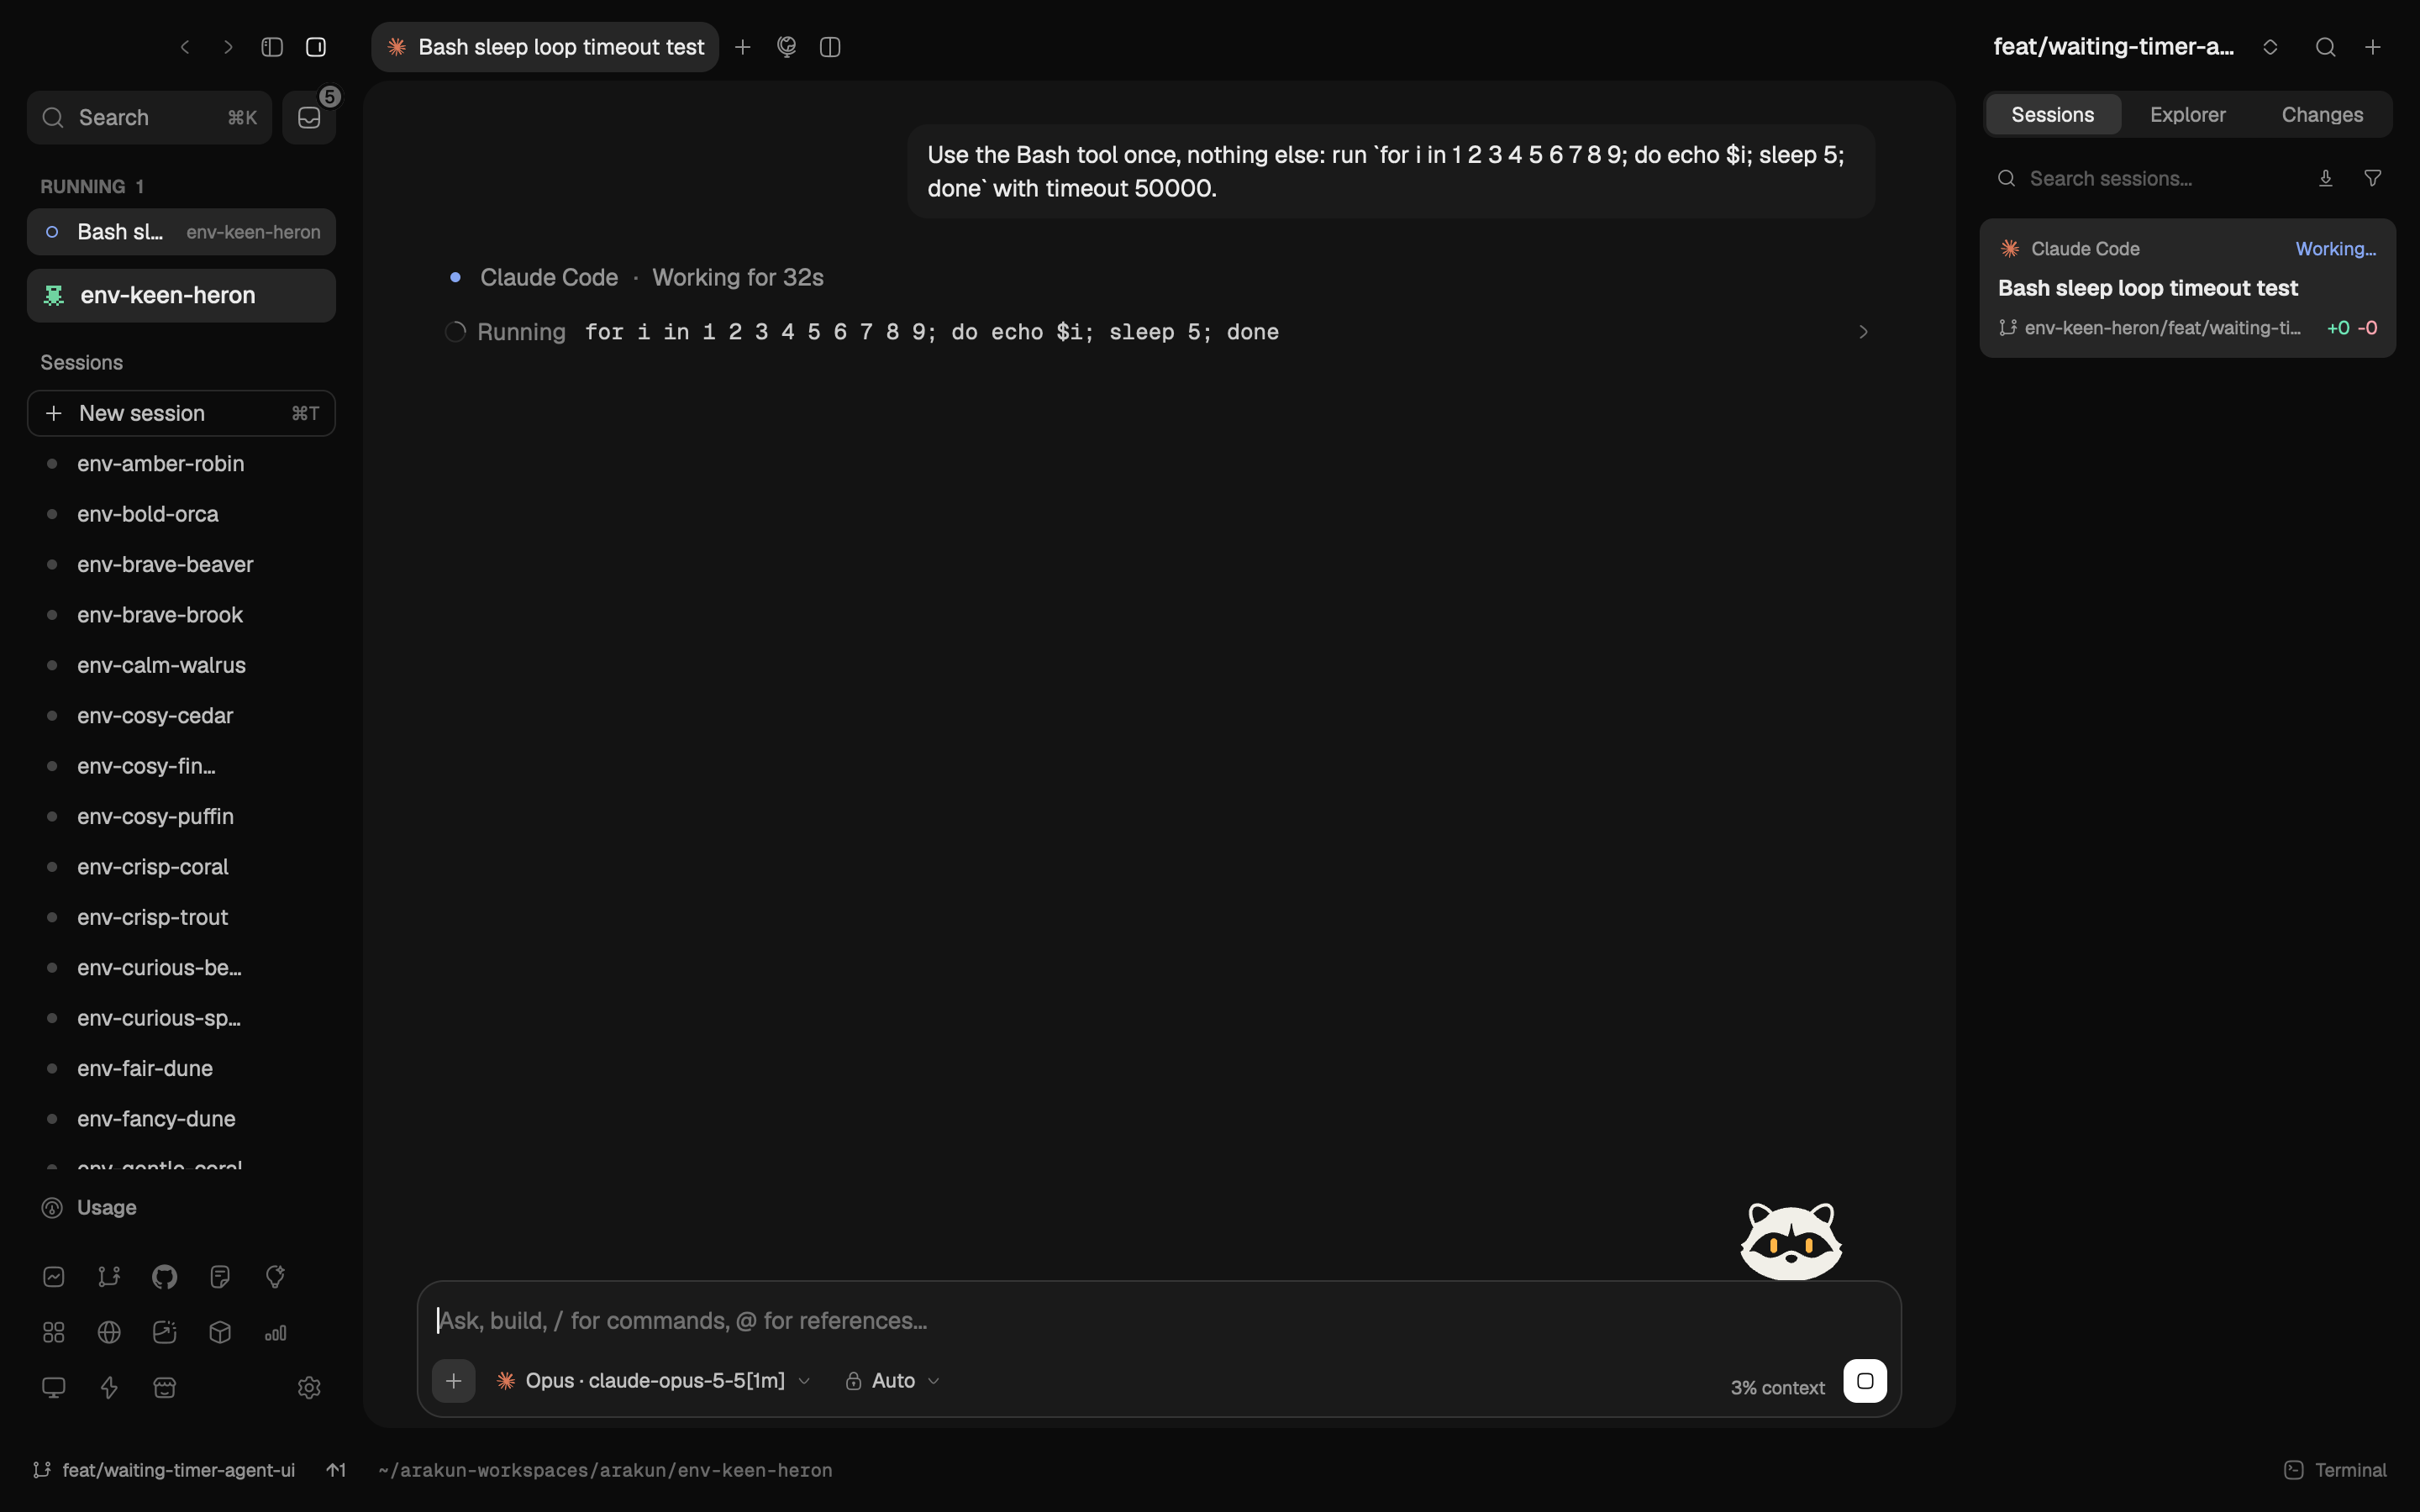 Bash sleep loop timeout test
feat/waiting-timer-a...
Search ⌘K
5
RUNNING 1
Bash sl... env-keen-heron
env-keen-heron
Sessions
New session ⌘T
env-amber-robin
env-bold-orca
env-brave-beaver
env-brave-brook
env-calm-walrus
env-cosy-cedar
env-cosy-fin...
env-cosy-puffin
env-crisp-coral
env-crisp-trout
env-curious-be...
env-curious-sp...
env-fair-dune
env-fancy-dune
env-gentle-coral
Usage
Use the Bash tool once, nothing else: run `for i in 1 2 3 4 5 6 7 8 9; do echo $i; sleep 5;
done` with timeout 50000.
Claude Code · Working for 32s
Running for i in 1 2 3 4 5 6 7 8 9; do echo $i; sleep 5; done
Ask, build, / for commands, @ for references...
Opus · claude-opus-5-5[1m] Auto
3% context
Sessions Explorer Changes
Search sessions...
Claude Code Working...
Bash sleep loop timeout test
env-keen-heron/feat/waiting-ti... +0 -0
feat/waiting-timer-agent-ui ↑1 ~/arakun-workspaces/arakun/env-keen-heron
Terminal